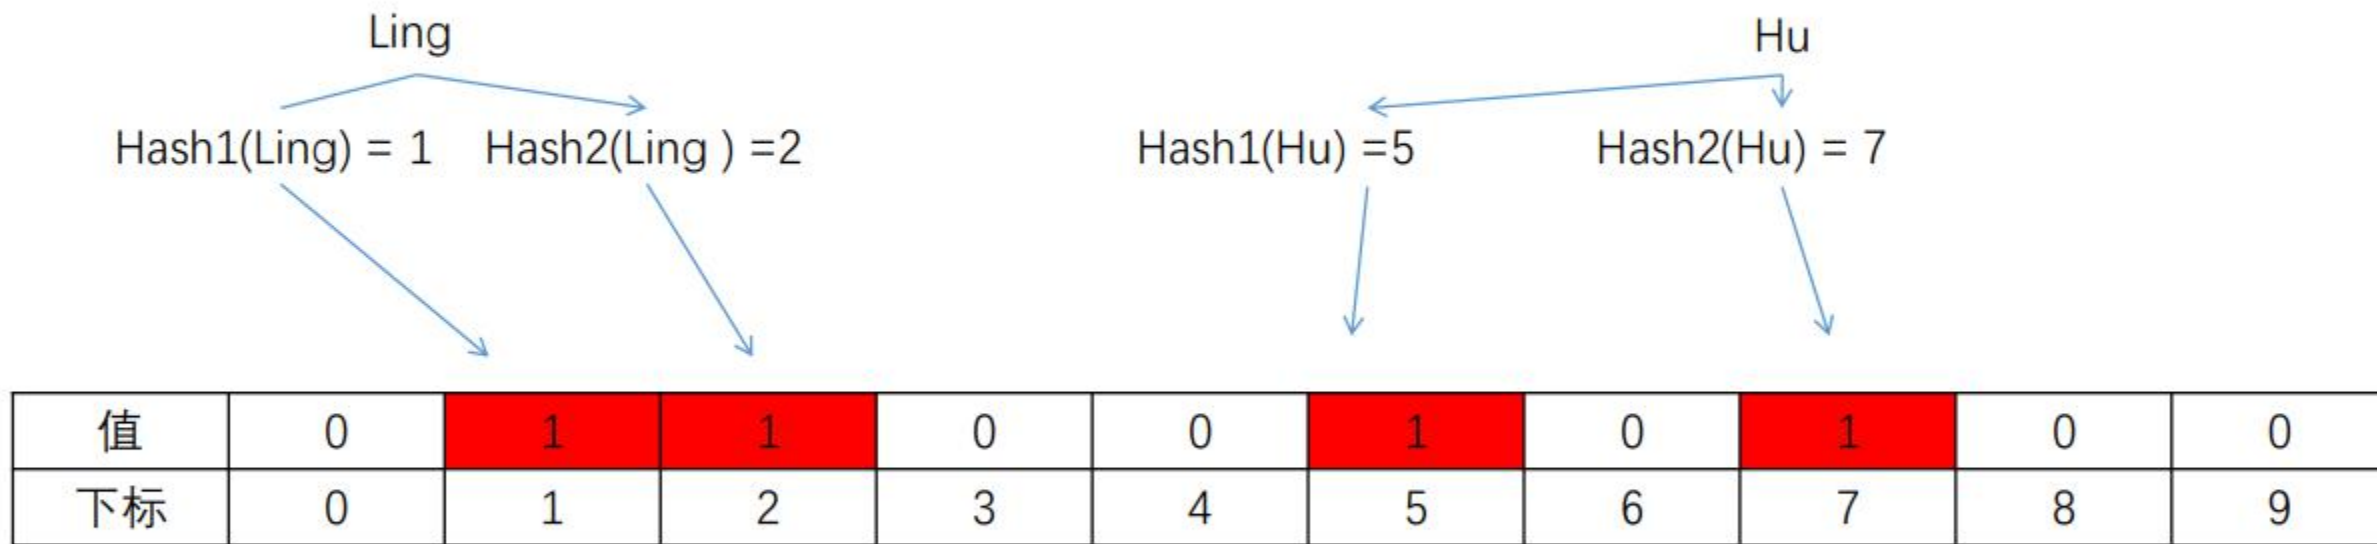 Ling Hu
Hash1(Ling) = 1 Hash2(Ling ) =2 Hash1(Hu) =5 Hash2(Hu) = 7
值 0 1 1 0 0 1 0 1 0 0
下标 0 1 2 3 4 5 6 7 8 9